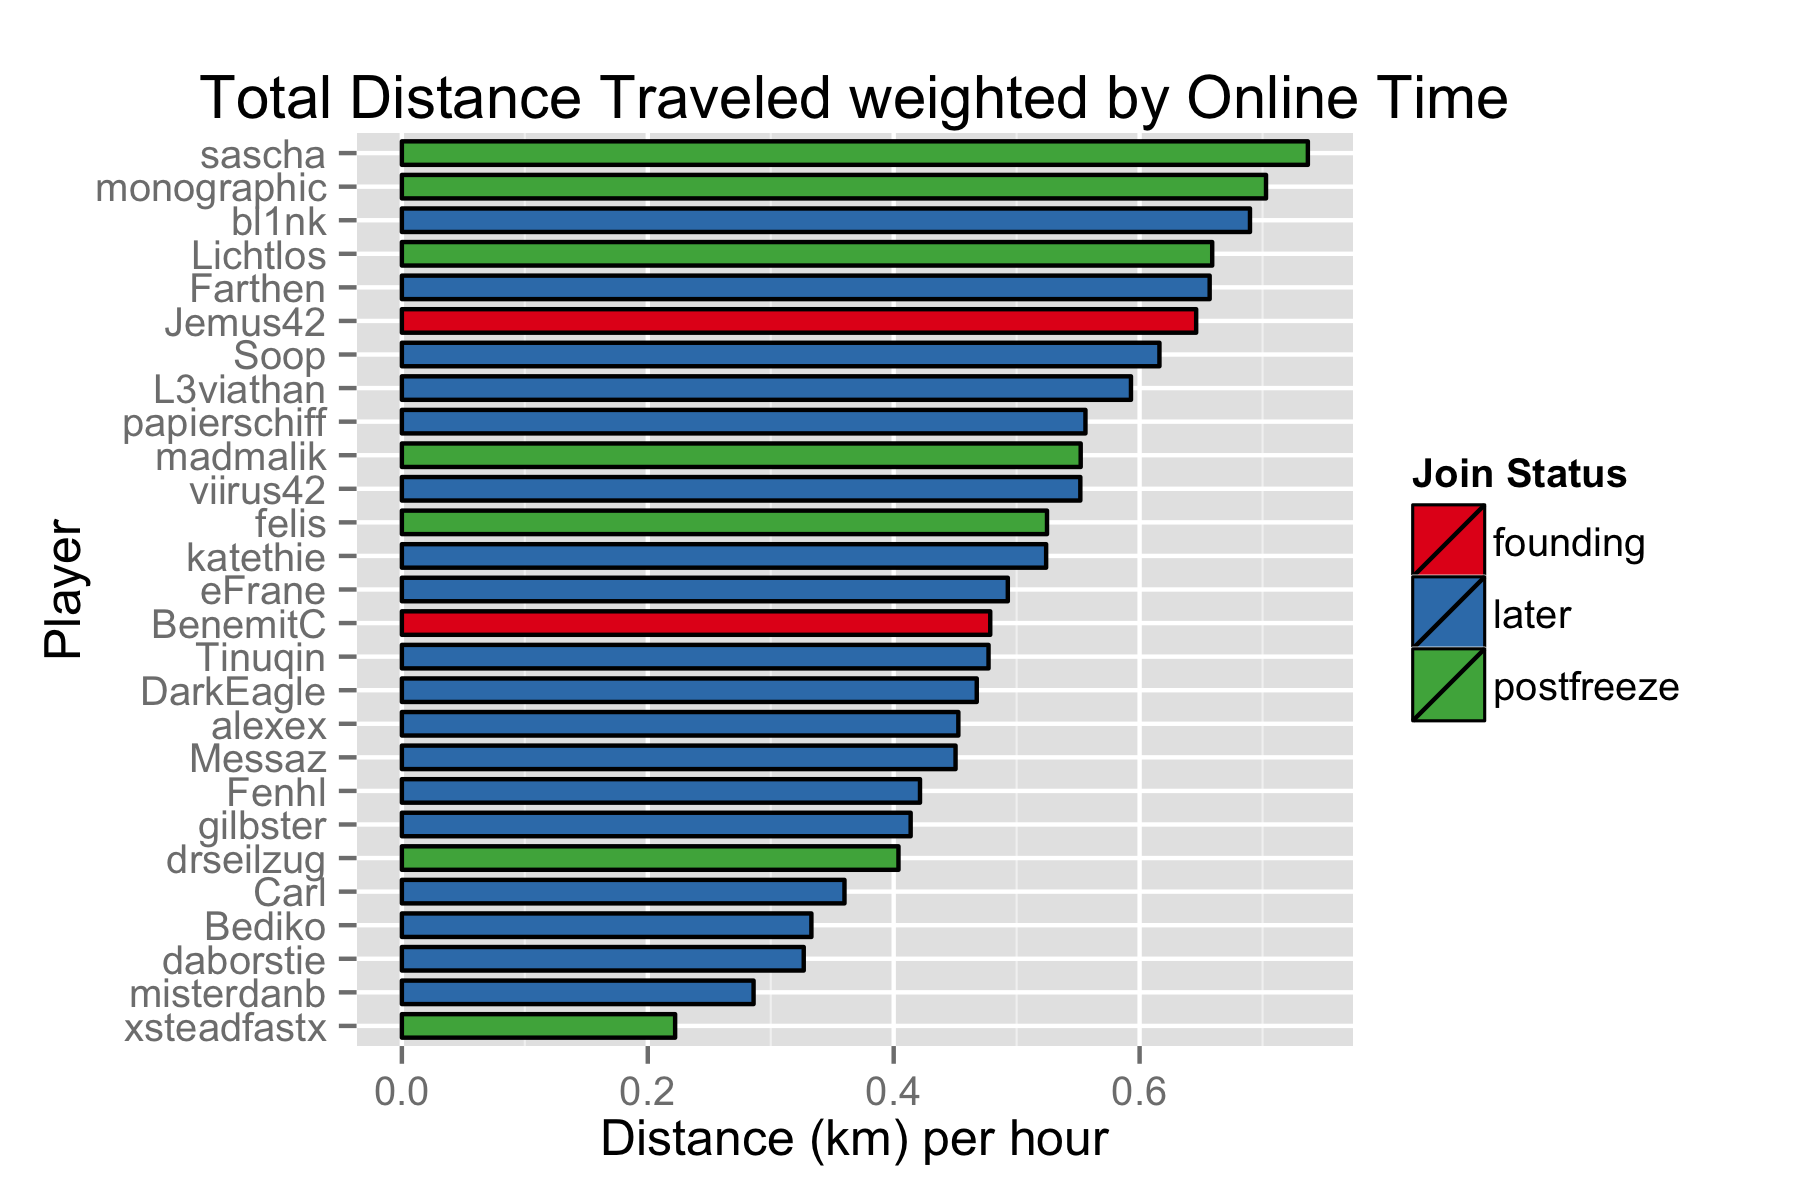 Total Distance Traveled weighted by Online Time
sascha
monographic
bl1nk
Lichtlos
Farthen
Jemus42
Soop
L3viathan
papierschiff
madmalik
viirus42
felis
katethie
eFrane
BenemitC
Tinuqin
DarkEagle
alexex
Messaz
Fenhl
gilbster
drseilzug
Carl
Bediko
daborstie
misterdanb
xsteadfastx
Player
0.0 0.2 0.4 0.6
Distance (km) per hour
Join Status
founding
later
postfreeze